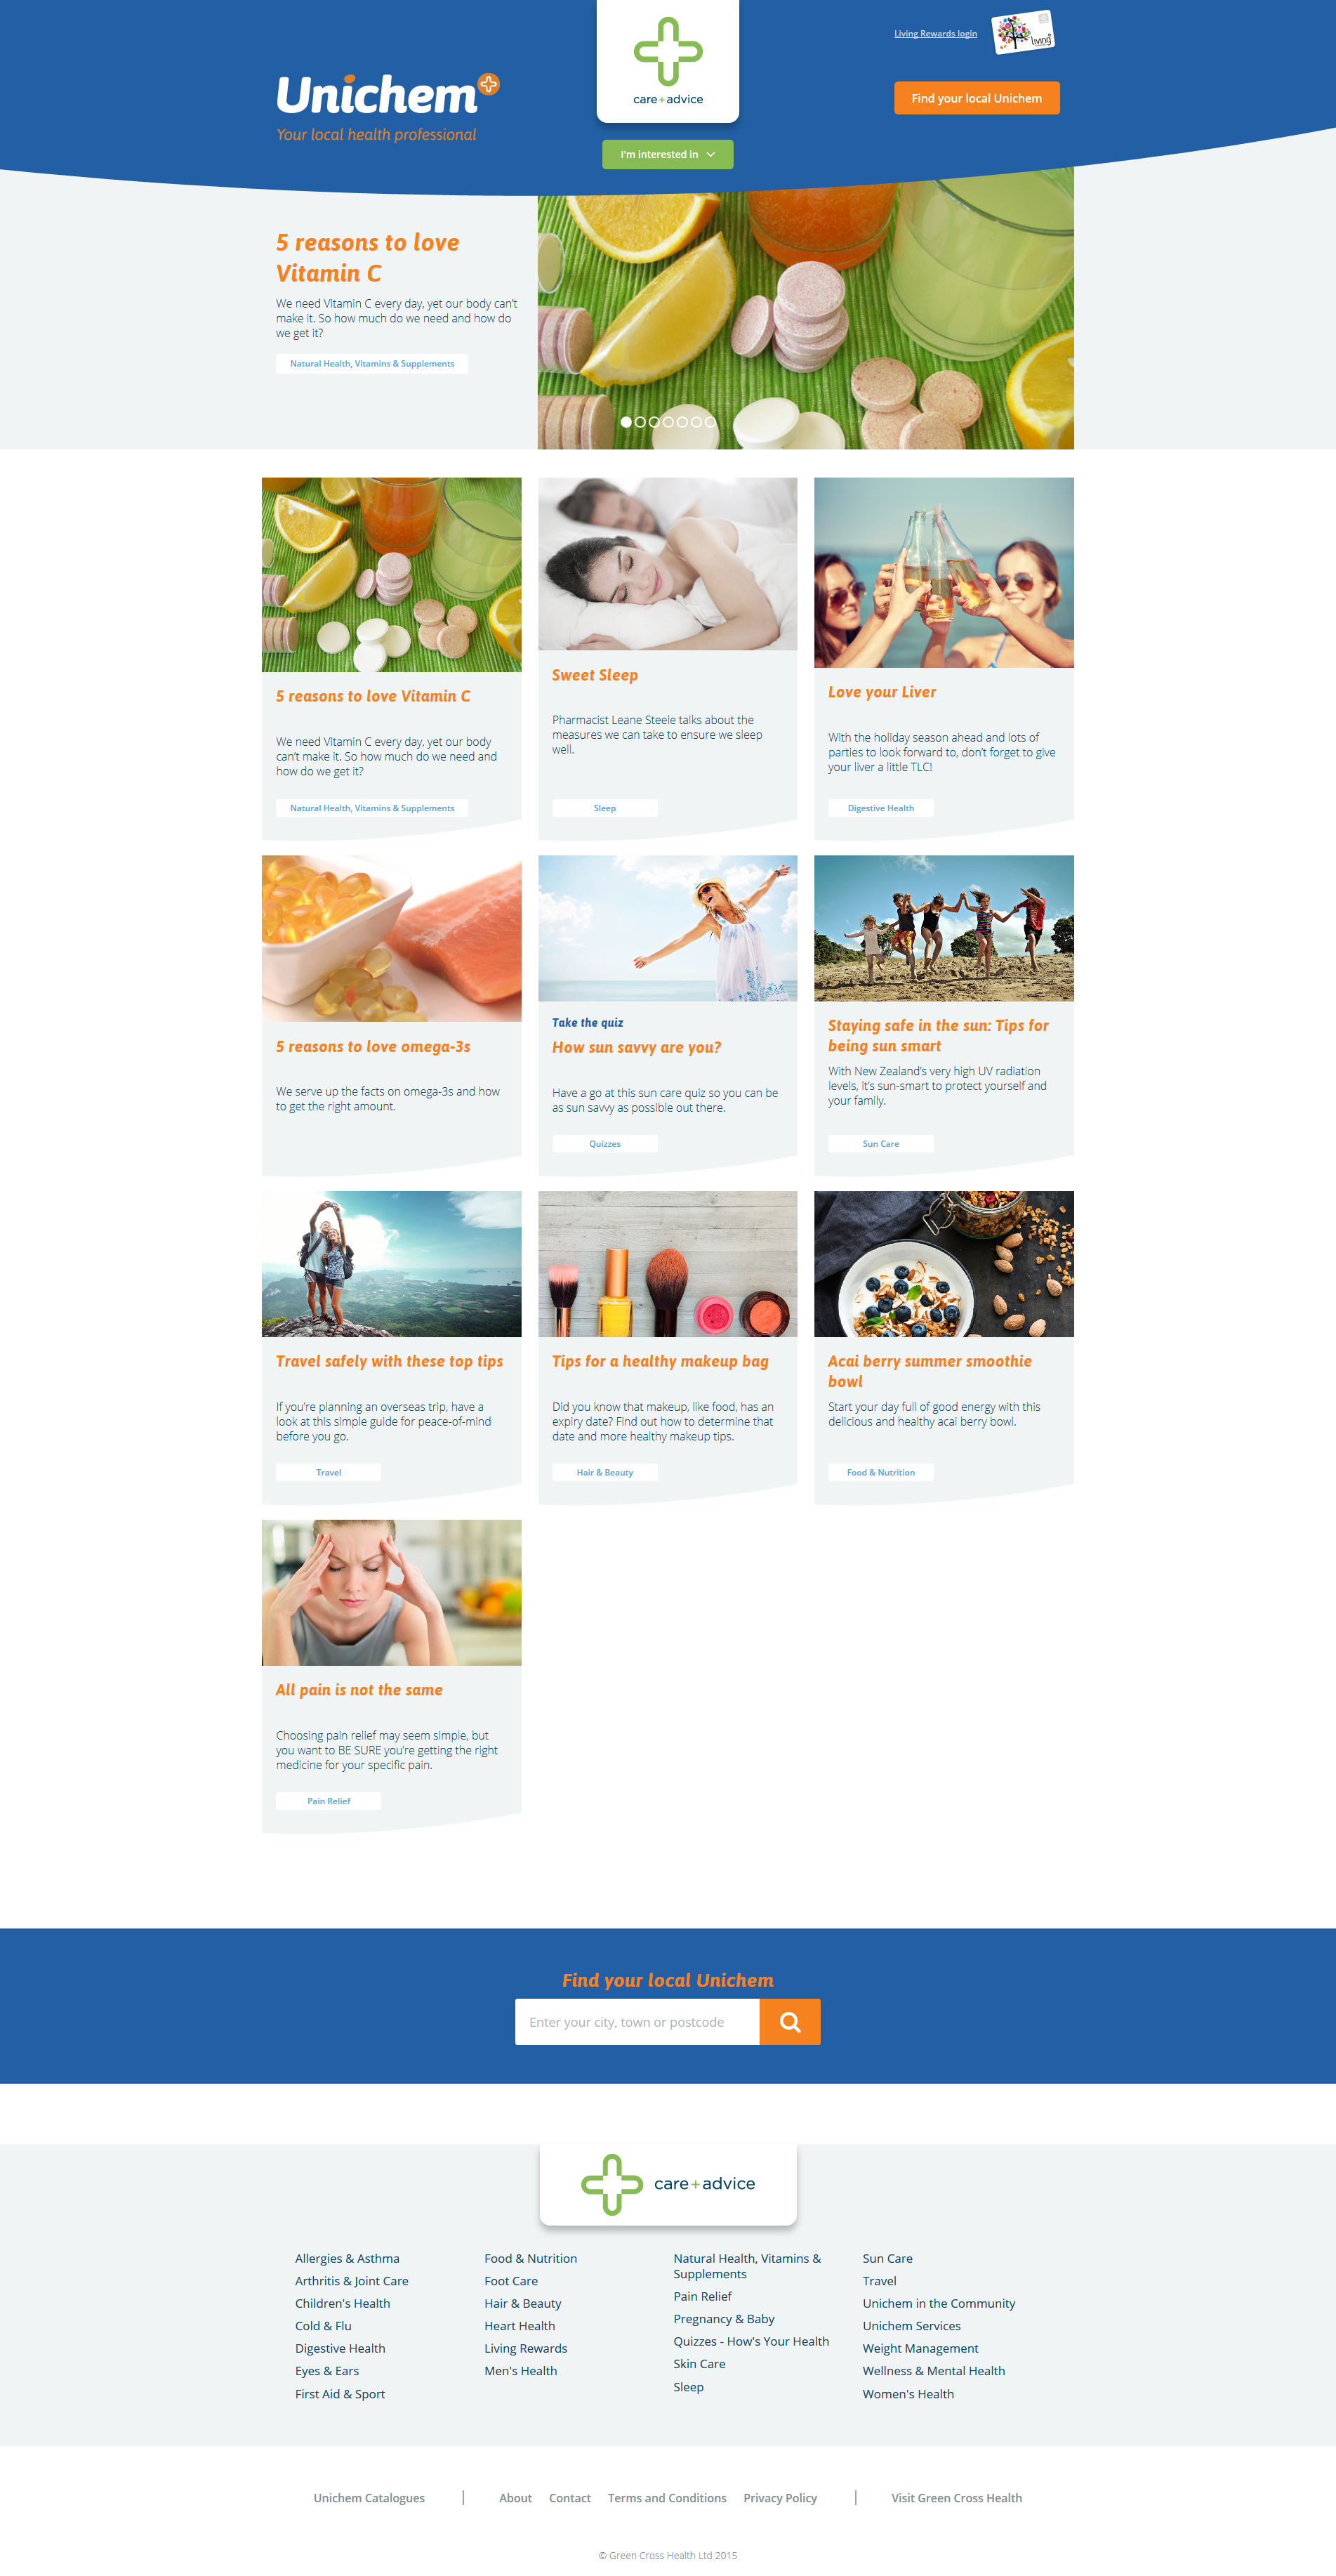 Living Rewards login
living
care+advice
Unichem
Your local health professional
Find your local Unichem
I'm interested in
5 reasons to love
Vitamin C
We need Vitamin C every day, yet our body can't
make it. So how much do we need and how do
we get it?
Natural Health, Vitamins & Supplements
5 reasons to love Vitamin C
We need Vitamin C every day, yet our body
can't make it. So how much do we need and
how do we get it?
Natural Health, Vitamins & Supplements
Sweet Sleep
Pharmacist Leane Steele talks about the
measures we can take to ensure we sleep
well.
Sleep
Love your Liver
With the holiday season ahead and lots of
parties to look forward to, don't forget to give
your liver a little TLC!
Digestive Health
5 reasons to love omega-3s
We serve up the facts on omega-3s and how
to get the right amount.
Take the quiz
How sun savvy are you?
Have a go at this sun care quiz so you can be
as sun savvy as possible out there.
Quizzes
Staying safe in the sun: Tips for
being sun smart
With New Zealand's very high UV radiation
levels, it's sun-smart to protect yourself and
your family.
Sun Care
Travel safely with these top tips
If you're planning an overseas trip, have a
look at this simple guide for peace-of-mind
before you go.
Travel
Tips for a healthy makeup bag
Did you know that makeup, like food, has an
expiry date? Find out how to determine that
date and more healthy makeup tips.
Hair & Beauty
Acai berry summer smoothie
bowl
Start your day full of good energy with this
delicious and healthy acai berry bowl.
Food & Nutrition
All pain is not the same
Choosing pain relief may seem simple, but
you want to BE SURE you're getting the right
medicine for your specific pain.
Pain Relief
Find your local Unichem
Enter your city, town or postcode
care+advice
Allergies & Asthma
Arthritis & Joint Care
Children's Health
Cold & Flu
Digestive Health
Eyes & Ears
First Aid & Sport
Food & Nutrition
Foot Care
Hair & Beauty
Heart Health
Living Rewards
Men's Health
Natural Health, Vitamins &
Supplements
Pain Relief
Pregnancy & Baby
Quizzes - How's Your Health
Skin Care
Sleep
Sun Care
Travel
Unichem in the Community
Unichem Services
Weight Management
Wellness & Mental Health
Women's Health
Unichem Catalogues | About Contact Terms and Conditions Privacy Policy | Visit Green Cross Health
© Green Cross Health Ltd 2015